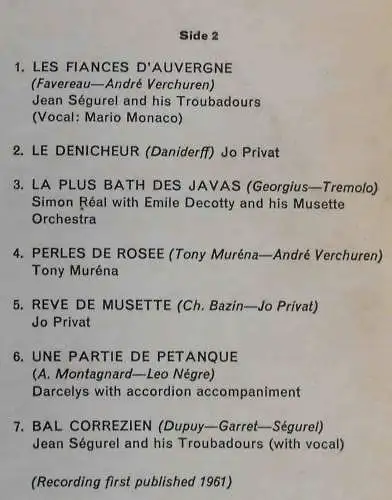 Side 2
1. LES FIANCES D'AUVERGNE
(Favereau—André Verchuren)
Jean Ségurel and his Troubadours
(Vocal: Mario Monaco)
2. LE DENICHEUR (Daniderff) Jo Privat
3. LA PLUS BATH DES JAVAS (Georgius—Tremolo)
Simon Réal with Emile Decotty and his Musette
Orchestra
4. PERLES DE ROSEE (Tony Muréna—André Verchuren)
Tony Muréna
5. REVE DE MUSETTE (Ch. Bazin—Jo Privat)
Jo Privat
6. UNE PARTIE DE PETANQUE
(A. Montagnard—Leo Négre)
Darcelys with accordion accompaniment
7. BAL CORREZIEN (Dupuy—Garret—Ségurel)
Jean Ségurel and his Troubadours (with vocal)
(Recording first published 1961)